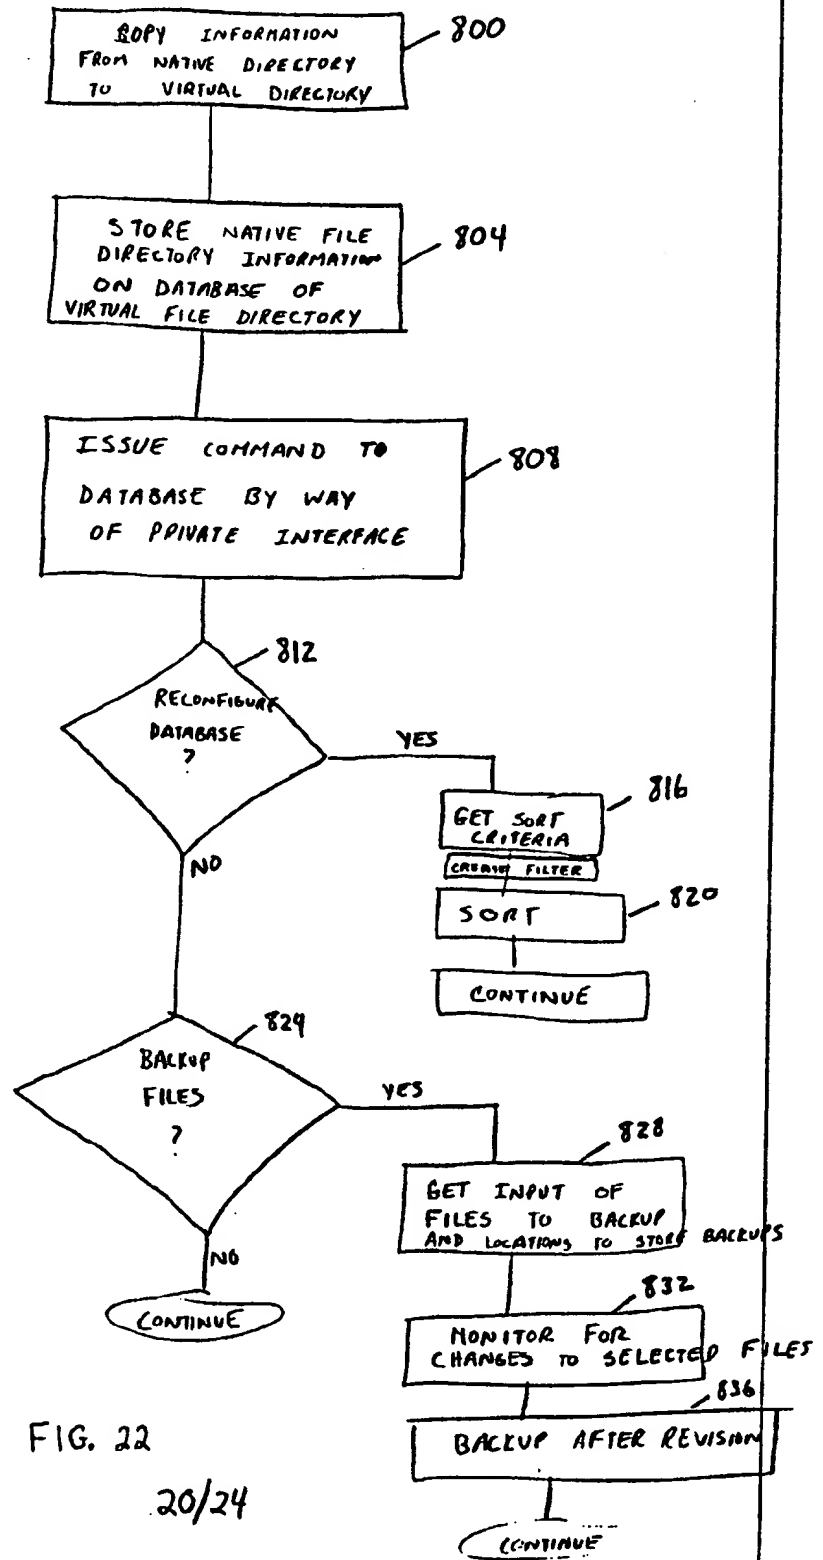 COPY INFORMATION
FROM NATIVE DIRECTORY
TO VIRTUAL DIRECTORY
800
STORE NATIVE FILE
DIRECTORY INFORMATION
ON DATABASE OF
VIRTUAL FILE DIRECTORY
804
ISSUE COMMAND TO
DATABASE BY WAY
OF PRIVATE INTERFACE
808
812
RECONFIGURE
DATABASE
?
YES
NO
816
GET SORT
CRITERIA
CREATE FILTER
820
SORT
CONTINUE
824
BACKUP
FILES
?
YES
NO
CONTINUE
828
GET INPUT OF
FILES TO BACKUP
AND LOCATIONS TO STORE BACKUPS
832
MONITOR FOR
CHANGES TO SELECTED FILES
836
BACKUP AFTER REVISION
CONTINUE
FIG. 22
20/24